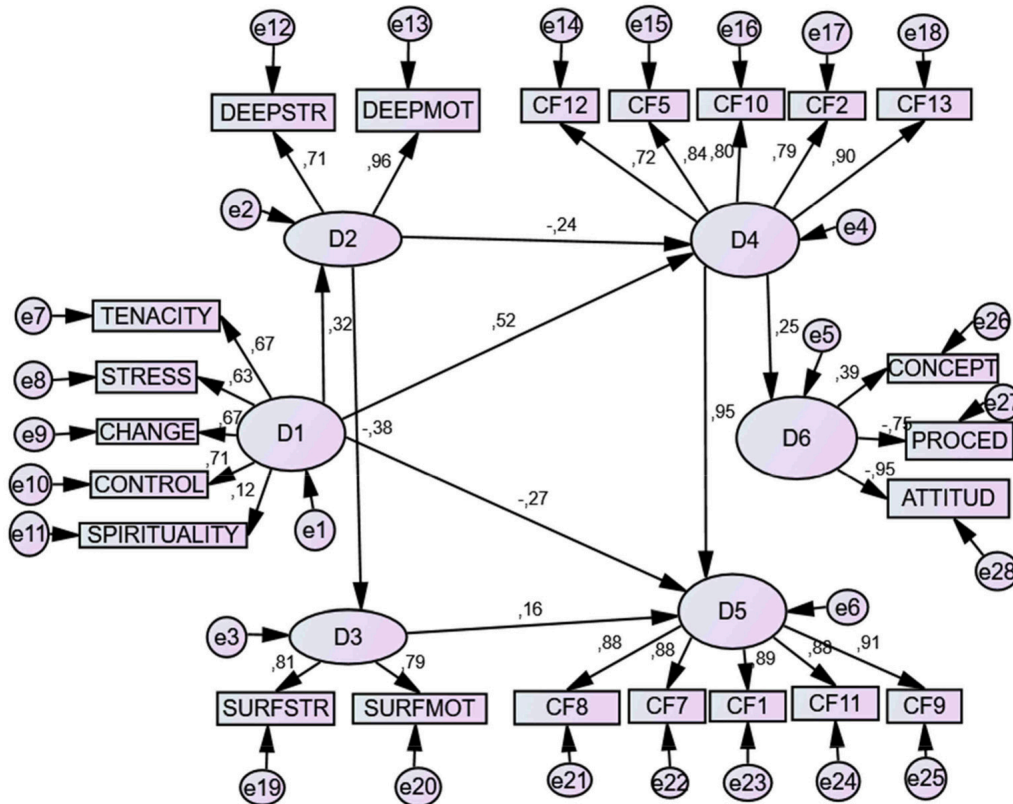 e12
e13
e14
e15
e16
e17
e18
DEEPSTR
DEEPMOT
CF12
CF5
CF10
CF2
CF13
,71
,96
,72
,84
,80
,79
,90
e2
D2
-,24
D4
e4
e7
TENACITY
,67
,32
,52
,25
e5
e26
e8
STRESS
,63
,39
CONCEPT
e9
CHANGE
,67
D1
-,38
,95
D6
-,75
e27
PROCED
e10
CONTROL
,71
,12
-,27
-,95
ATTITUD
e11
SPIRITUALITY
e1
e28
e3
D3
,16
D5
e6
,81
,79
,88
,88
,89
,88
,91
SURFSTR
SURFMOT
CF8
CF7
CF1
CF11
CF9
e19
e20
e21
e22
e23
e24
e25